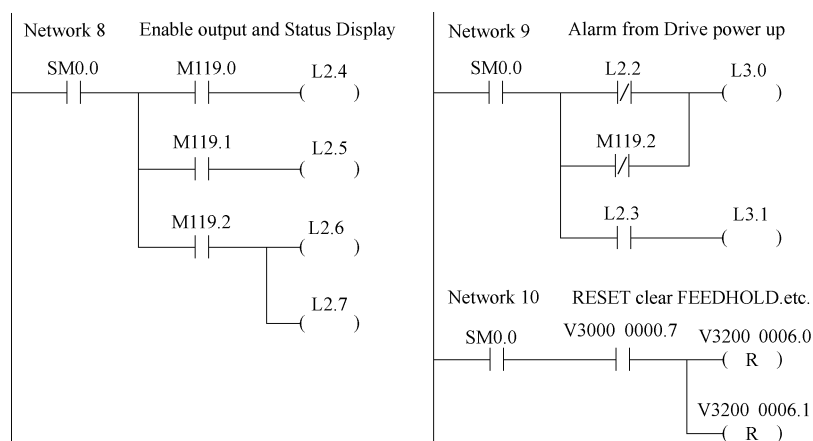 Network 8 Enable output and Status Display
SM0.0 M119.0 L2.4
M119.1 L2.5
M119.2 L2.6
L2.7
Network 9 Alarm from Drive power up
SM0.0 L2.2 L3.0
M119.2
L2.3 L3.1
Network 10 RESET clear FEEDHOLD.etc.
SM0.0 V3000 0000.7 V3200 0006.0
R
V3200 0006.1
R